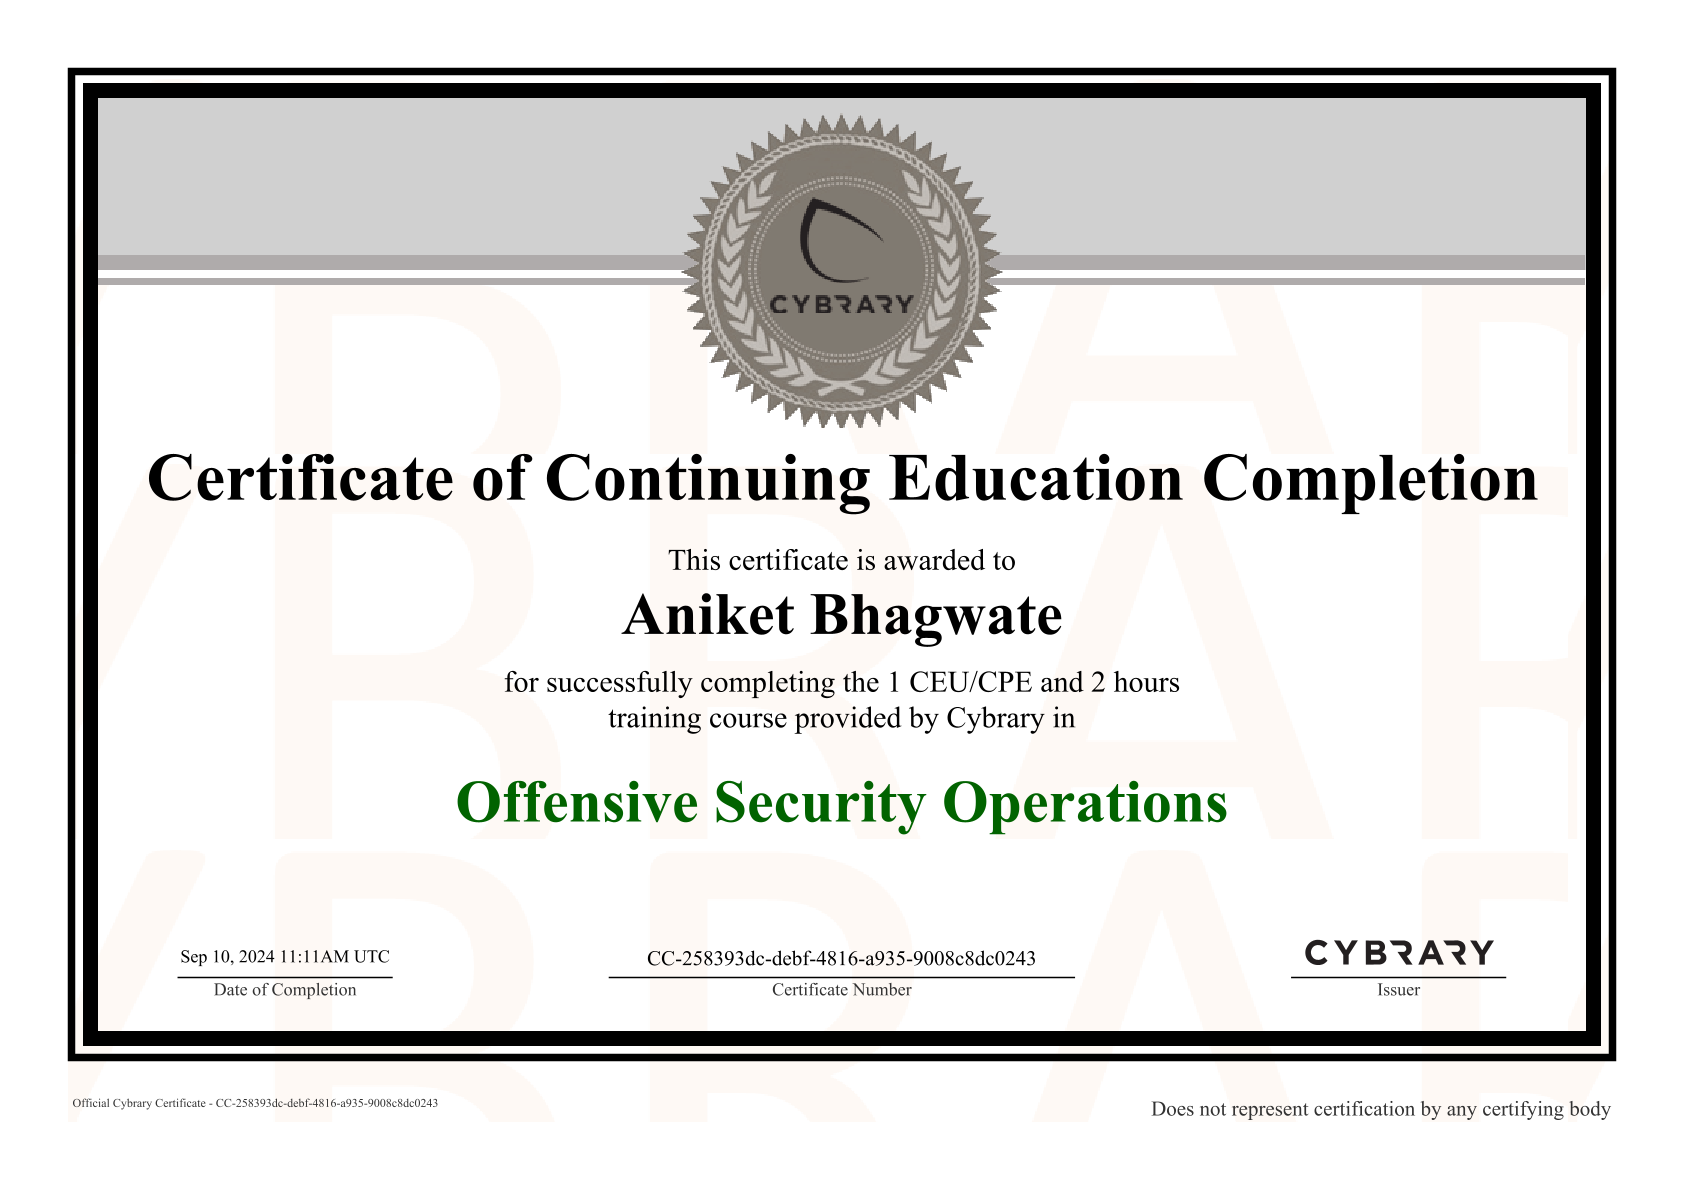 CYBRARY
Certificate of Continuing Education Completion
This certificate is awarded to
Aniket Bhagwate
for successfully completing the 1 CEU/CPE and 2 hours
training course provided by Cybrary in
Offensive Security Operations
Sep 10, 2024 11:11AM UTC
Date of Completion
CC-258393dc-debf-4816-a935-9008c8dc0243
Certificate Number
CYBRARY
Issuer
Official Cybrary Certificate - CC-258393dc-debf-4816-a935-9008c8dc0243
Does not represent certification by any certifying body